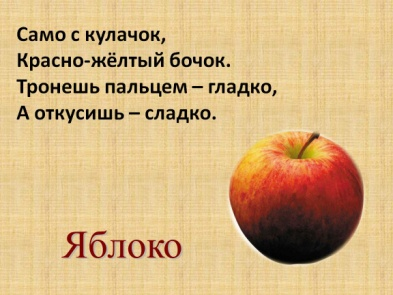 Само с кулачок,
Красно-жёлтый бочок.
Тронешь пальцем – гладко,
А откусишь – сладко.
Яблоко